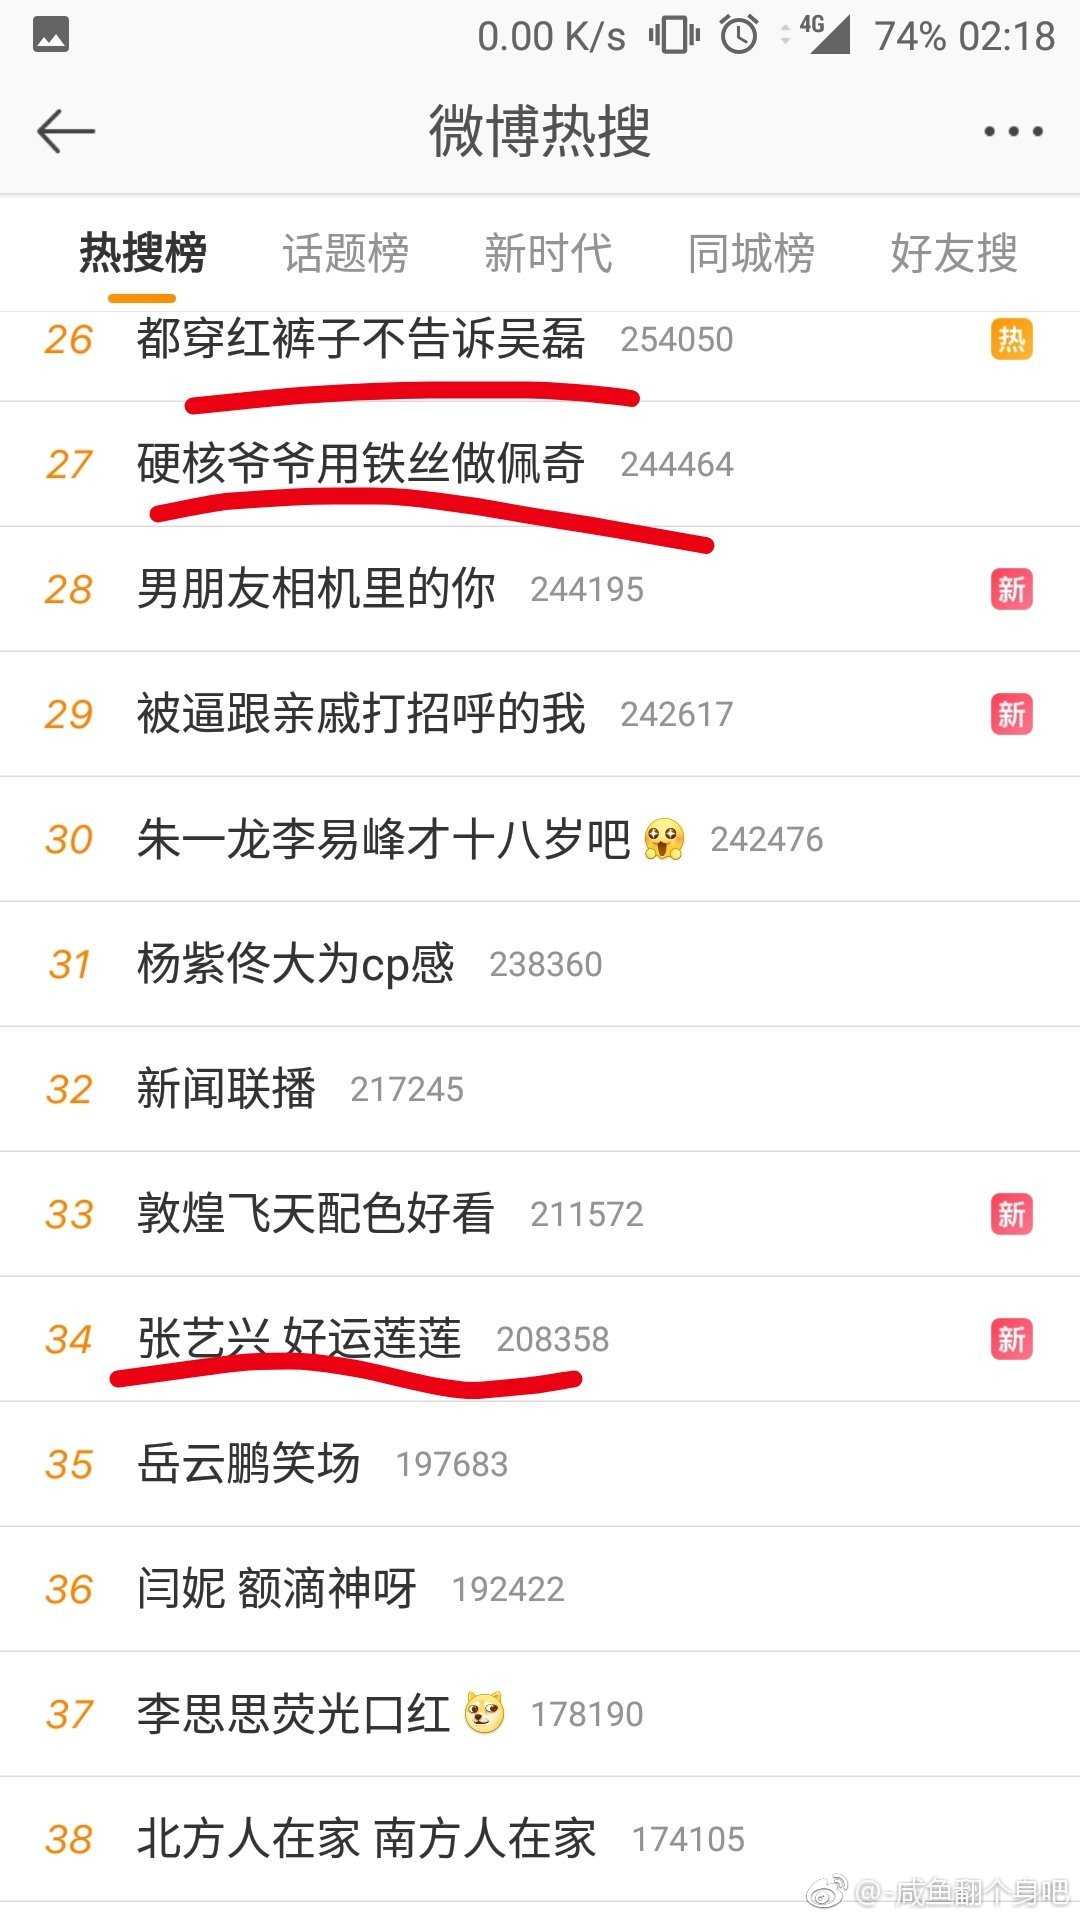 0.00 K/s 4G 74% 02:18
微博热搜
热搜榜 话题榜 新时代 同城榜 好友搜
26 都穿红裤子不告诉吴磊 254050 热
27 硬核爷爷用铁丝做佩奇 244464
28 男朋友相机里的你 244195 新
29 被逼跟亲戚打招呼的我 242617 新
30 朱一龙李易峰才十八岁吧 242476
31 杨紫佟大为cp感 238360
32 新闻联播 217245
33 敦煌飞天配色好看 211572 新
34 张艺兴 好运莲莲 208358 新
35 岳云鹏笑场 197683
36 闫妮 额滴神呀 192422
37 李思思荧光口红 178190
38 北方人在家 南方人在家 174105
@-咸鱼翻个身吧